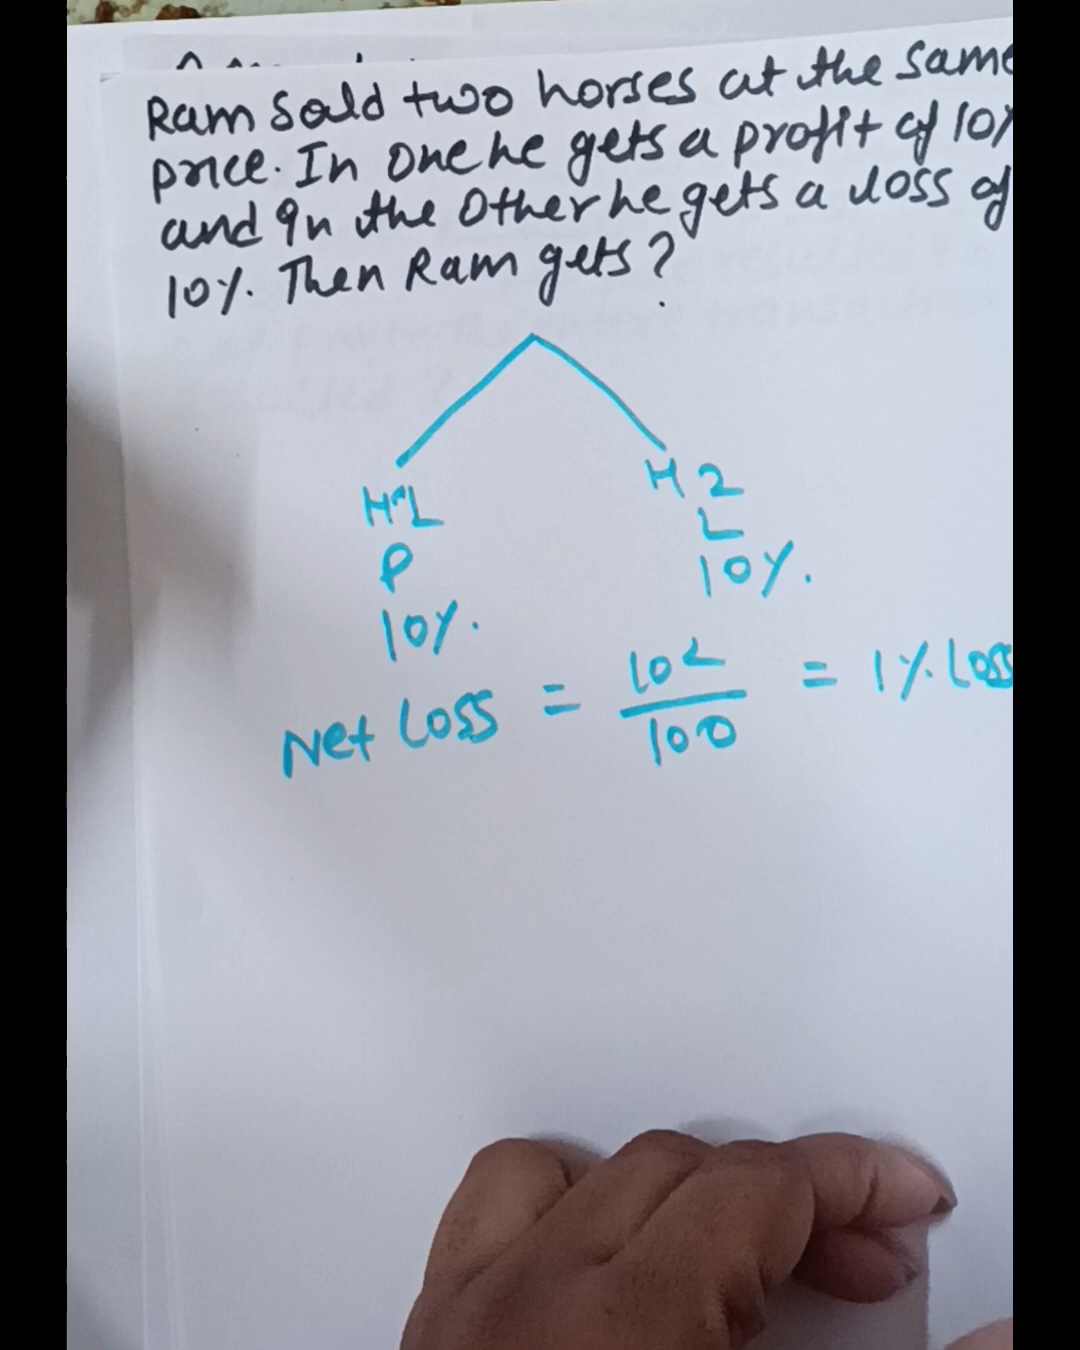 Ram Sold two horses at the same
price. In one he gets a profit of 10%
and in the other he gets a loss of
10%. Then Ram gets?
H1 H2
P L
10% 10%.
Net Loss = 10²/100 = 1% Loss